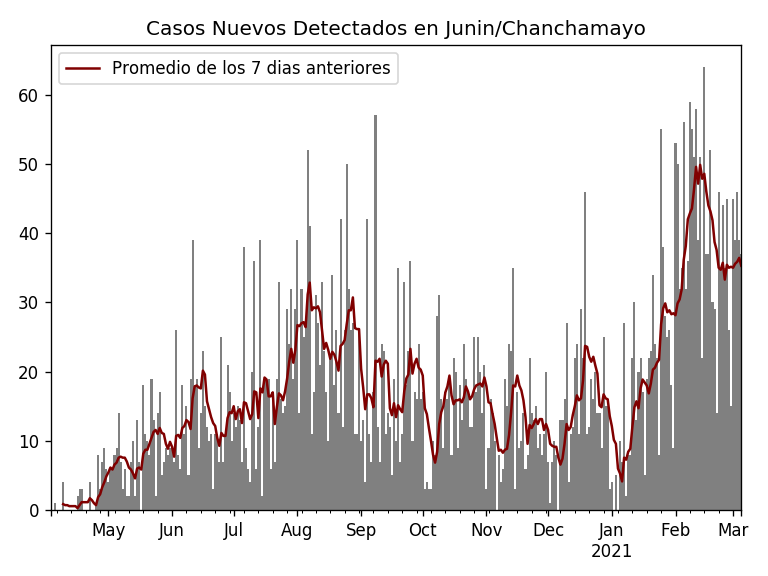 Casos Nuevos Detectados en Junin/Chanchamayo
Promedio de los 7 dias anteriores
60
50
40
30
20
10
0
May Jun Jul Aug Sep Oct Nov Dec Jan Feb Mar
2021